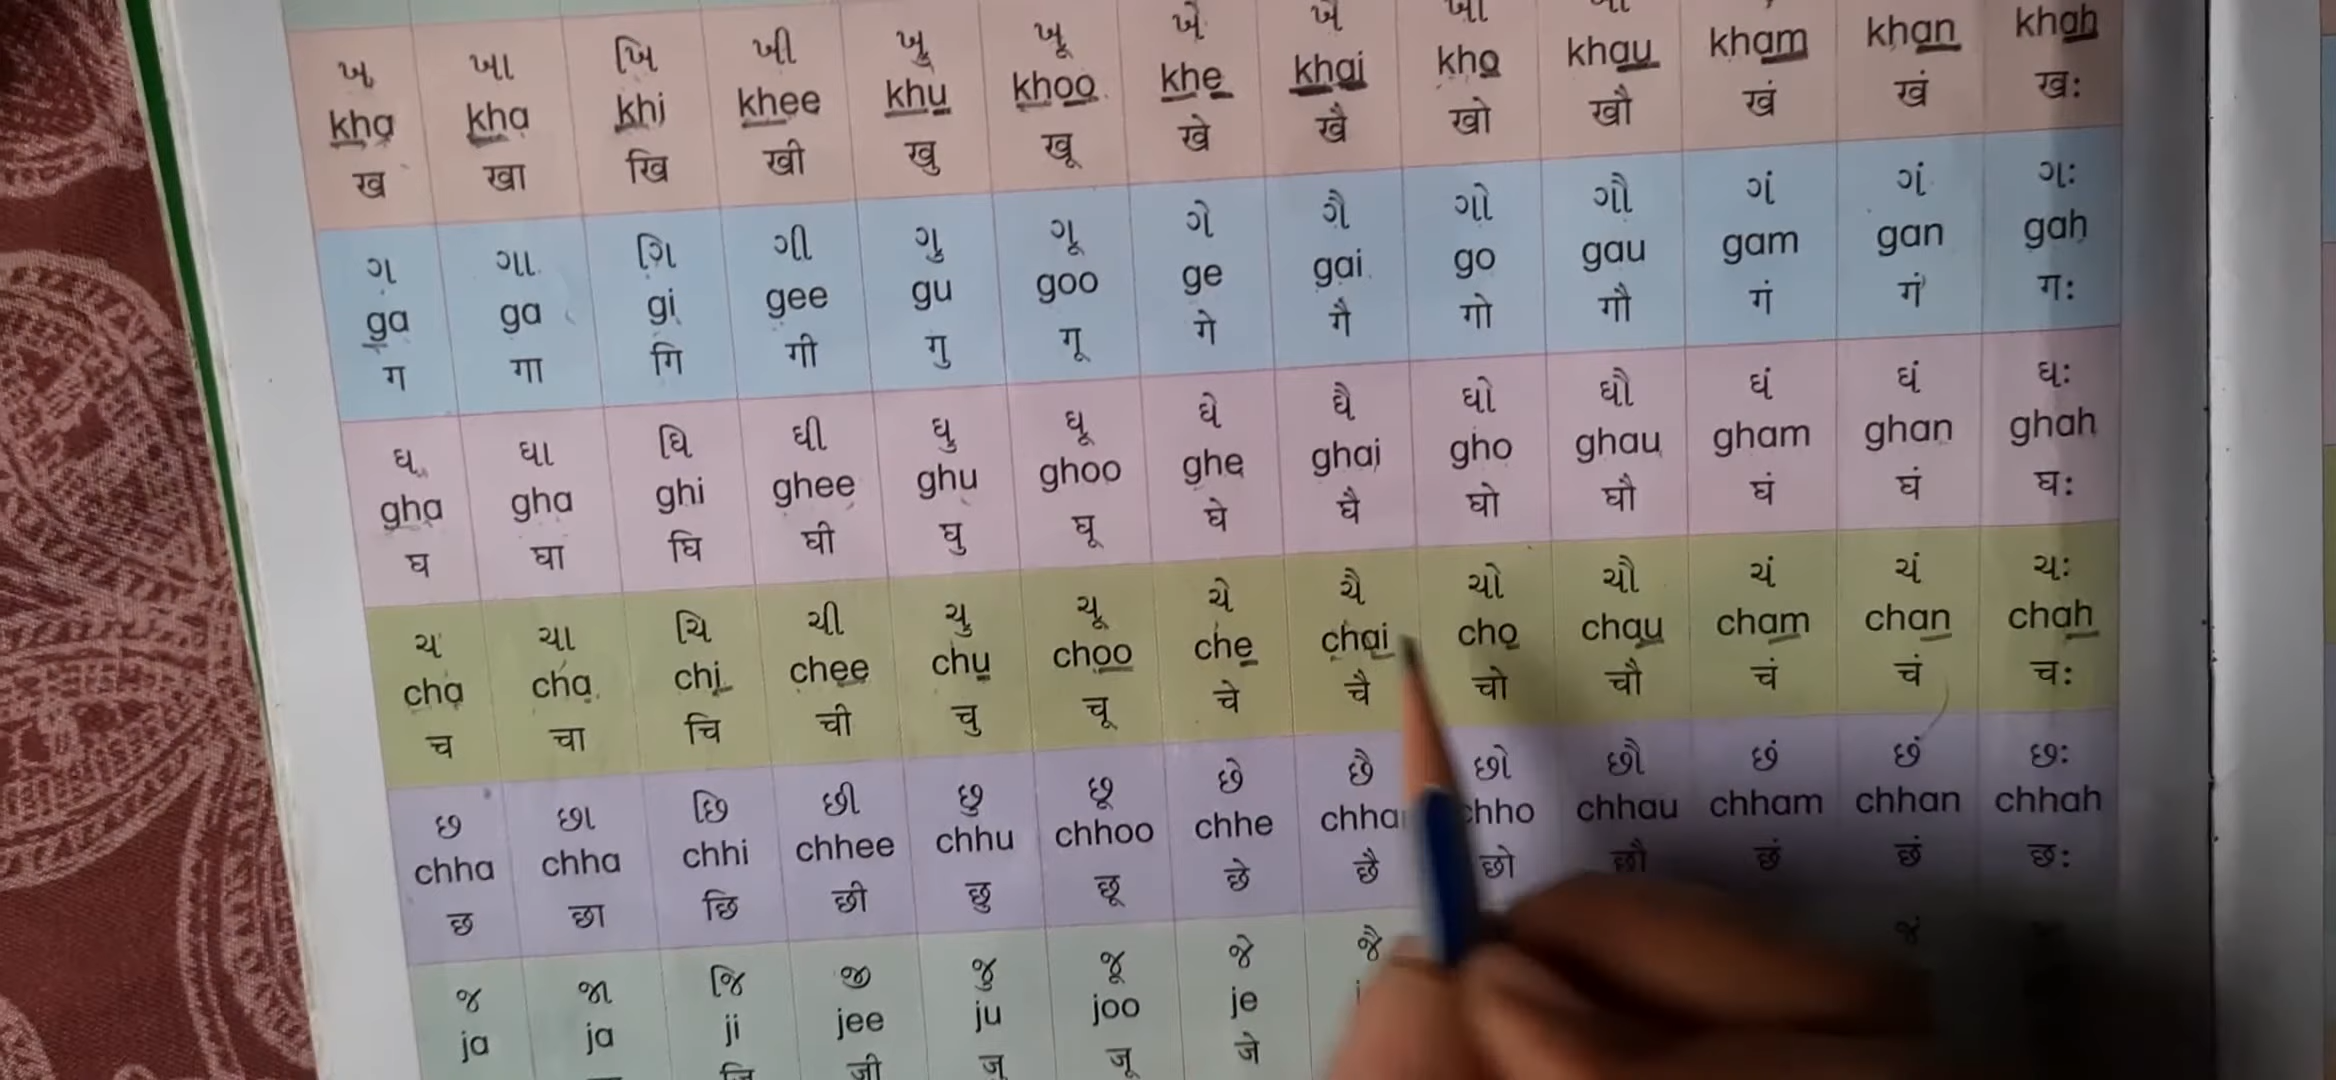 ખ ખા ખિ ખી ખુ ખૂ ખે ખૈ ખો ખૌ
kha kha khi khee khu khoo khe khai kho khau kham khan khah
ख खा खि खी खु खू खे खै खो खौ खं खं खः
ગ ગા ગિ ગી ગુ ગૂ ગે ગૈ ગો ગૌ ગં ગં ગઃ
ga ga gi gee gu goo ge gai go gau gam gan gah
ग गा गि गी गु गू गे गै गो गौ गं गं गः
ઘ ઘા ઘિ ઘી ઘુ ઘૂ ઘે ઘૈ ઘો ઘૌ ઘં ઘં ઘઃ
gha gha ghi ghee ghu ghoo ghe ghai gho ghau gham ghan ghah
घ घा घि घी घु घू घे घै घो घौ घं घं घः
ચ ચા ચિ ચી ચુ ચૂ ચે ચૈ ચો ચૌ ચં ચં ચઃ
cha cha chi chee chu choo che chai cho chau cham chan chah
च चा चि ची चु चू चे चै चो चौ चं चं चः
છ છા છિ છી છુ છૂ છે છૈ છો છૌ છં છં છઃ
chha chha chhi chhee chhu chhoo chhe chho chhau chham chhan chhah
छ छा छि छी छु छू छे छै छो छौ छं छं छः
જ જા જિ જી જુ જૂ જે જૈ જં
ja ja ji jee ju joo je
जि जी जु जू जे